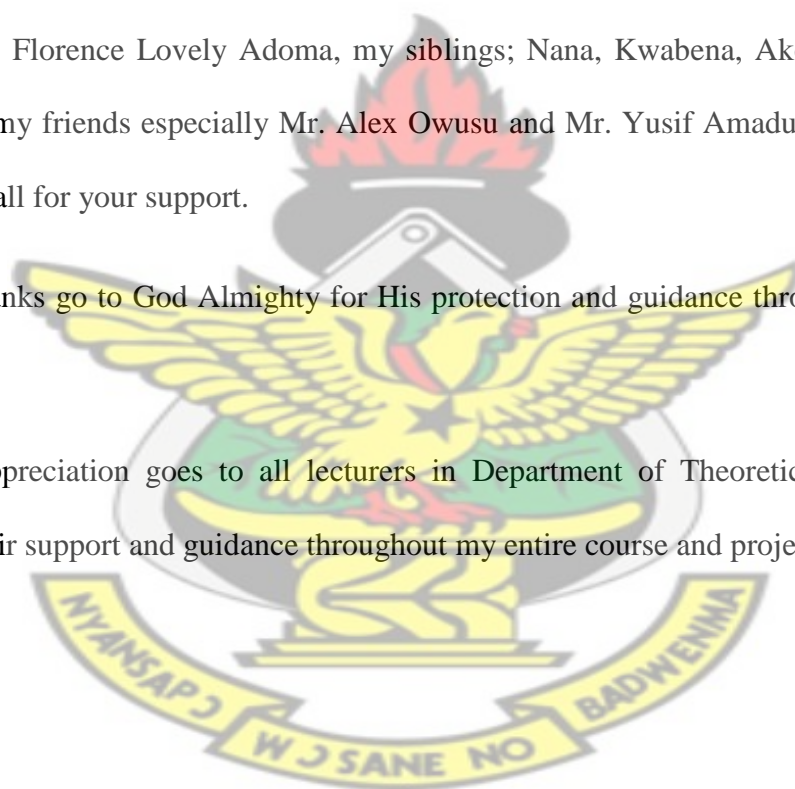 Florence Lovely Adoma, my siblings; Nana, Kwabena, Ak
my friends especially Mr. Alex Owusu and Mr. Yusif Amadu
all for your support.
nks go to God Almighty for His protection and guidance thro
preciation goes to all lecturers in Department of Theoretic
ir support and guidance throughout my entire course and proje
NYANSAPƆ
WƆSANE NO
BADWENMA